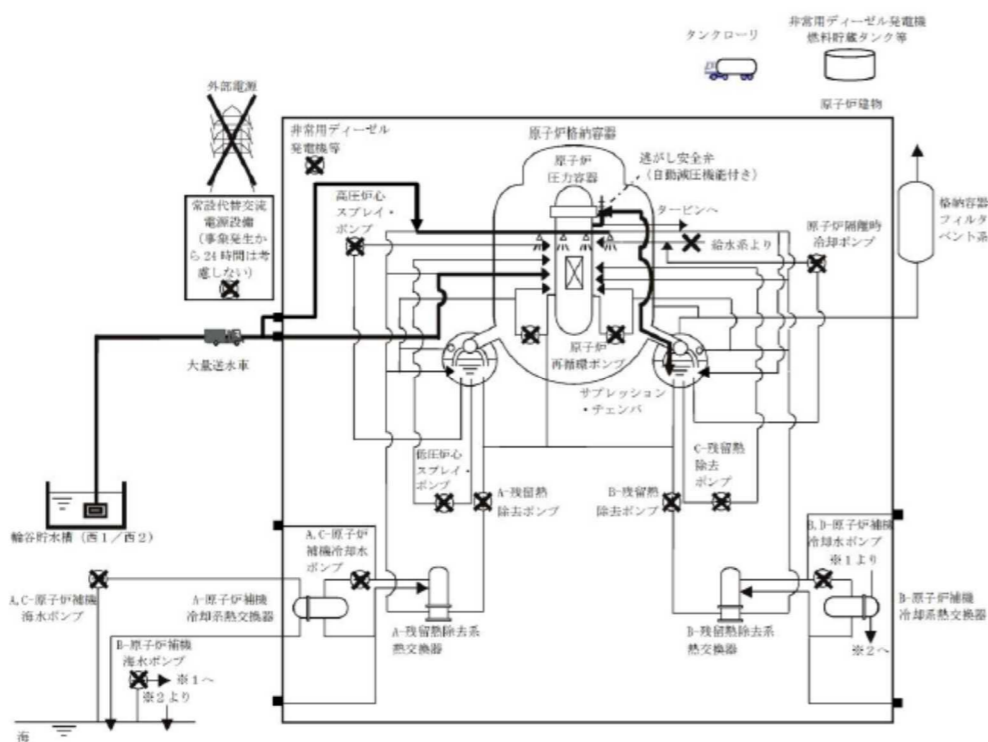 タンクローリ
非常用ディーゼル発電機
燃料貯蔵タンク等
外部電源
原子炉建物
非常用ディーゼル
発電機等
原子炉格納容器
原子炉
圧力容器
逃がし安全弁
(自動減圧機能付き)
高圧炉心
スプレイ・
ポンプ
タービンへ
給水系より
原子炉隔離時
冷却ポンプ
格納容器
フィルタ
ベント系
常設代替交流
電源設備
(事象発生か
ら24時間は考
慮しない)
大量送水車
原子炉
再循環ポンプ
サプレッション
・チェンバ
低圧炉心
スプレイ・
ポンプ
A-残留熱
除去ポンプ
B-残留熱
除去ポンプ
C-残留熱
除去
ポンプ
輪谷貯水槽(西1/西2)
A,C-原子炉
補機冷却水
ポンプ
B,D-原子炉補機
冷却水ポンプ
※1より
A,C-原子炉補機
海水ポンプ
A-原子炉補機
冷却系熱交換器
A-残留熱除去系
熱交換器
B-残留熱除去系
熱交換器
B-原子炉補機
冷却系熱交換器
※2へ
B-原子炉補機
海水ポンプ
※1へ
※2より
海